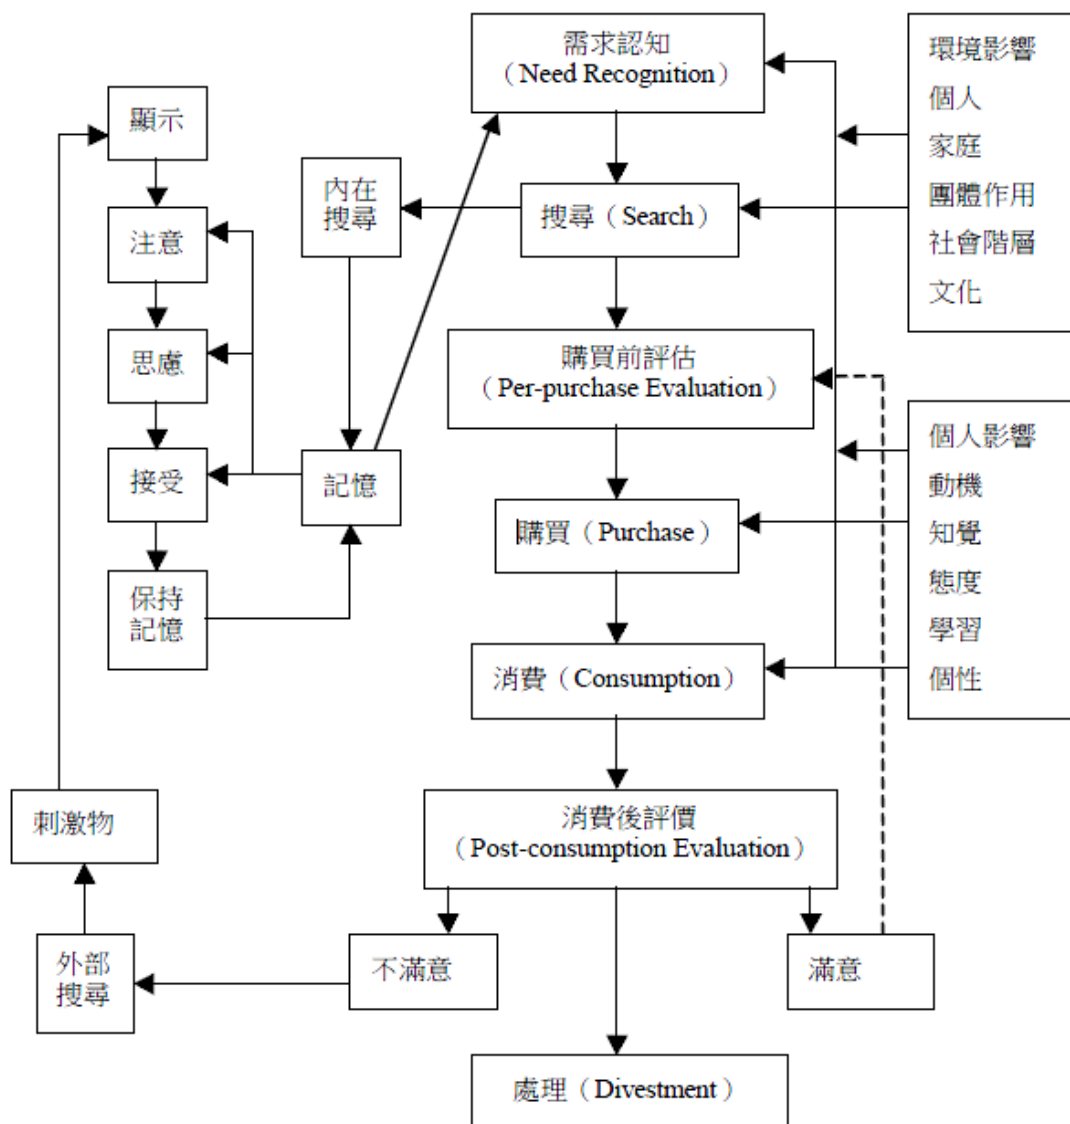 需求認知
（Need Recognition）
環境影響
個人
家庭
團體作用
社會階層
文化
顯示
內在
搜尋
搜尋（Search）
注意
思慮
購買前評估
（Per-purchase Evaluation）
個人影響
動機
知覺
態度
學習
個性
接受
記憶
購買（Purchase）
保持
記憶
消費（Consumption）
刺激物
消費後評價
（Post-consumption Evaluation）
外部
搜尋
不滿意
滿意
處理（Divestment）